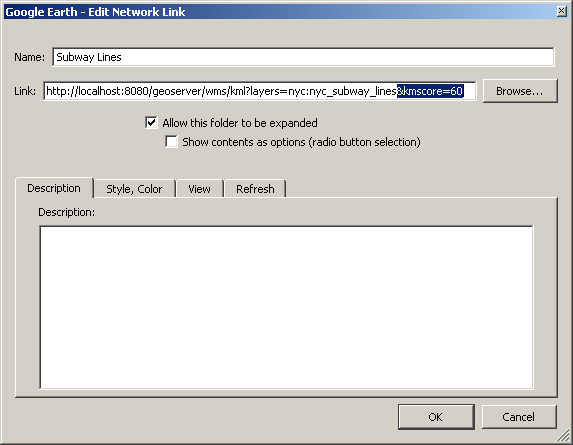 Google Earth - Edit Network Link
Name: Subway Lines
Link: http://localhost:8080/geoserver/wms/kml?layers=nyc:nyc_subway_lines&kmscore=60 Browse...
Allow this folder to be expanded
Show contents as options (radio button selection)
Description Style, Color View Refresh
Description:
OK Cancel